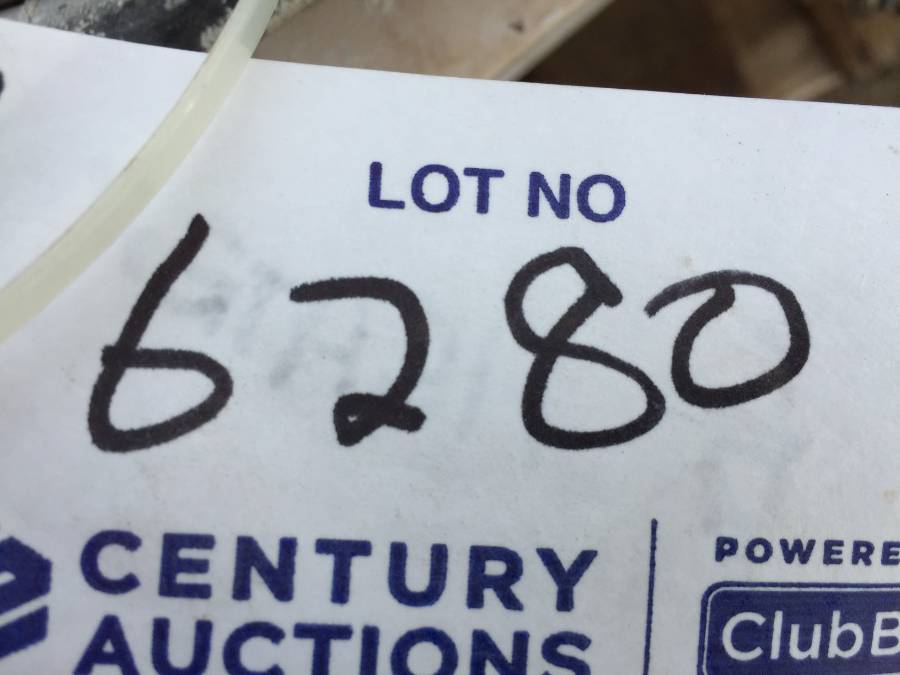 LOT NO
6280
CENTURY
AUCTIONS
POWERE
ClubB